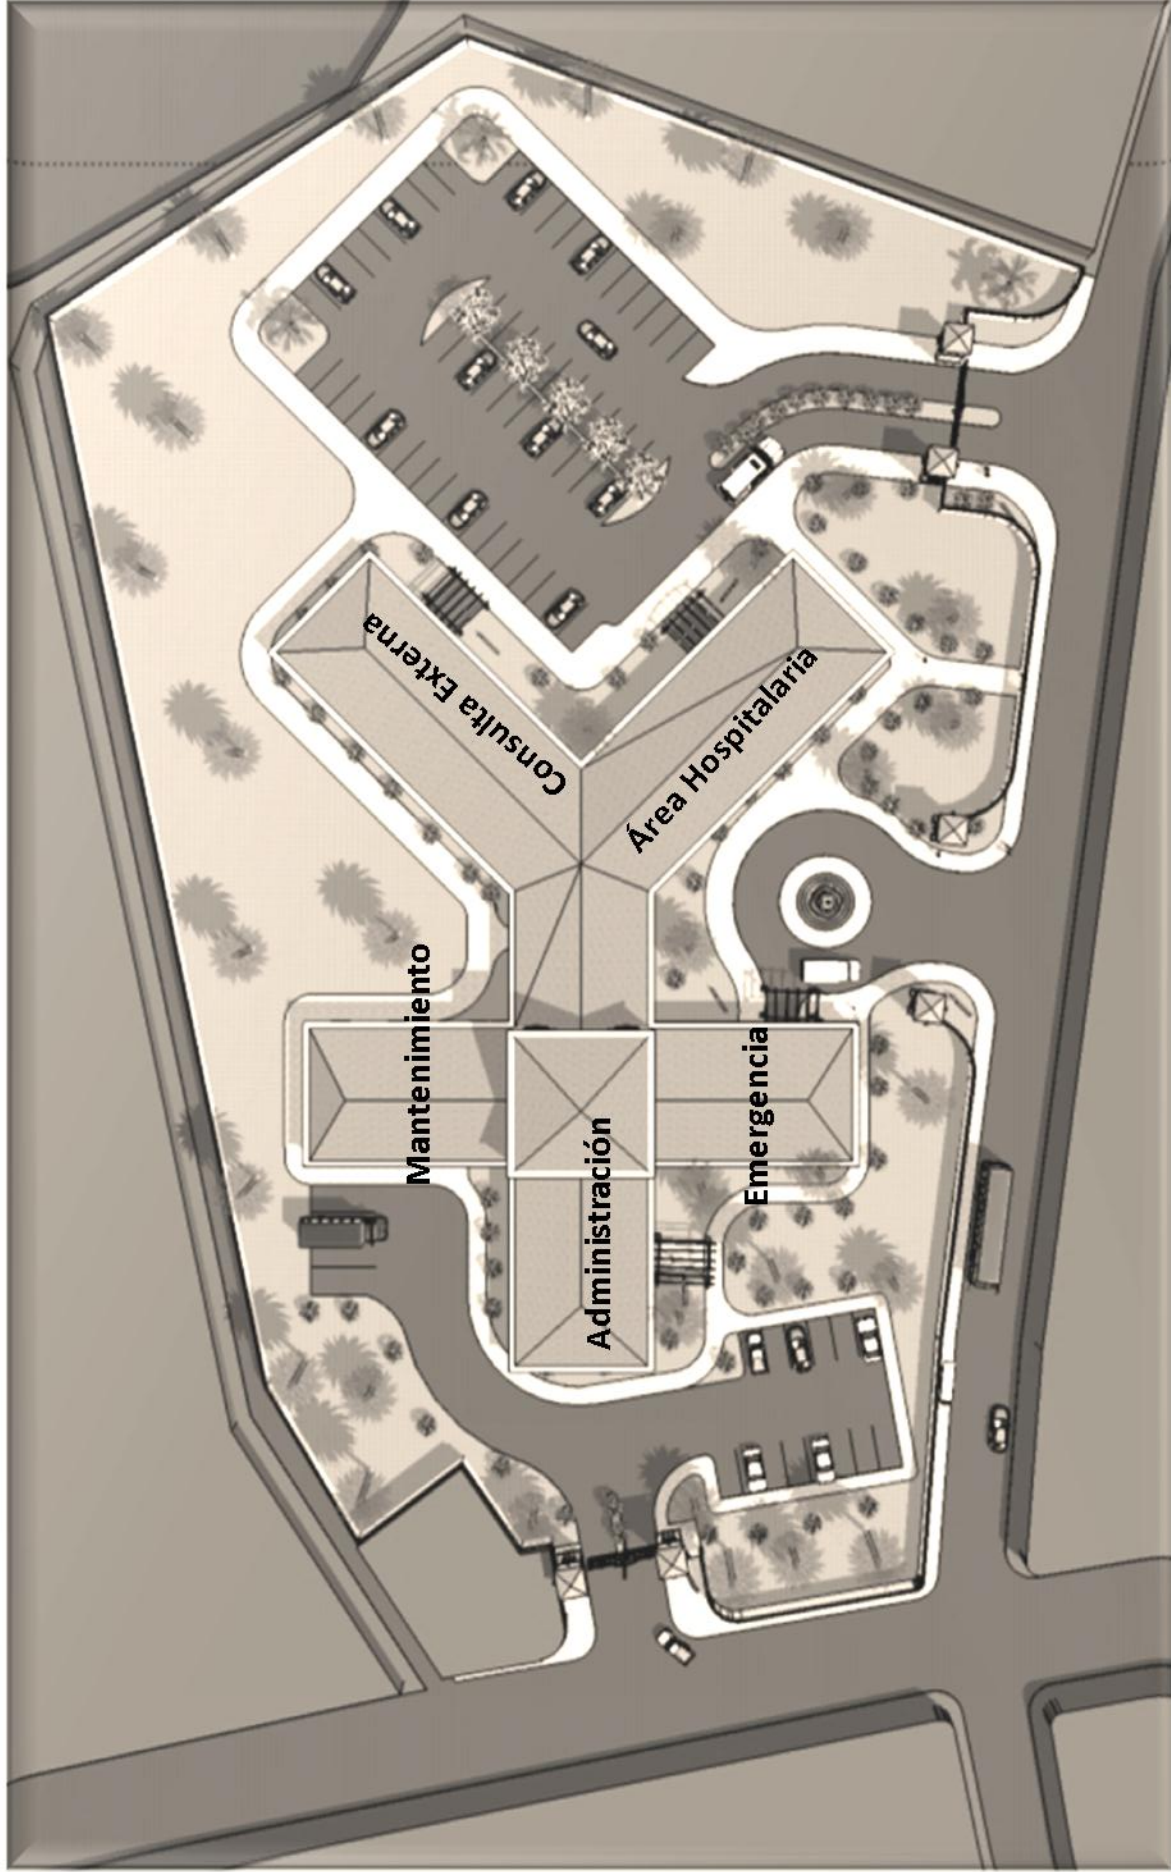 Mantenimiento
Administración
Emergencia
Consulta Externa
Área Hospitalaria